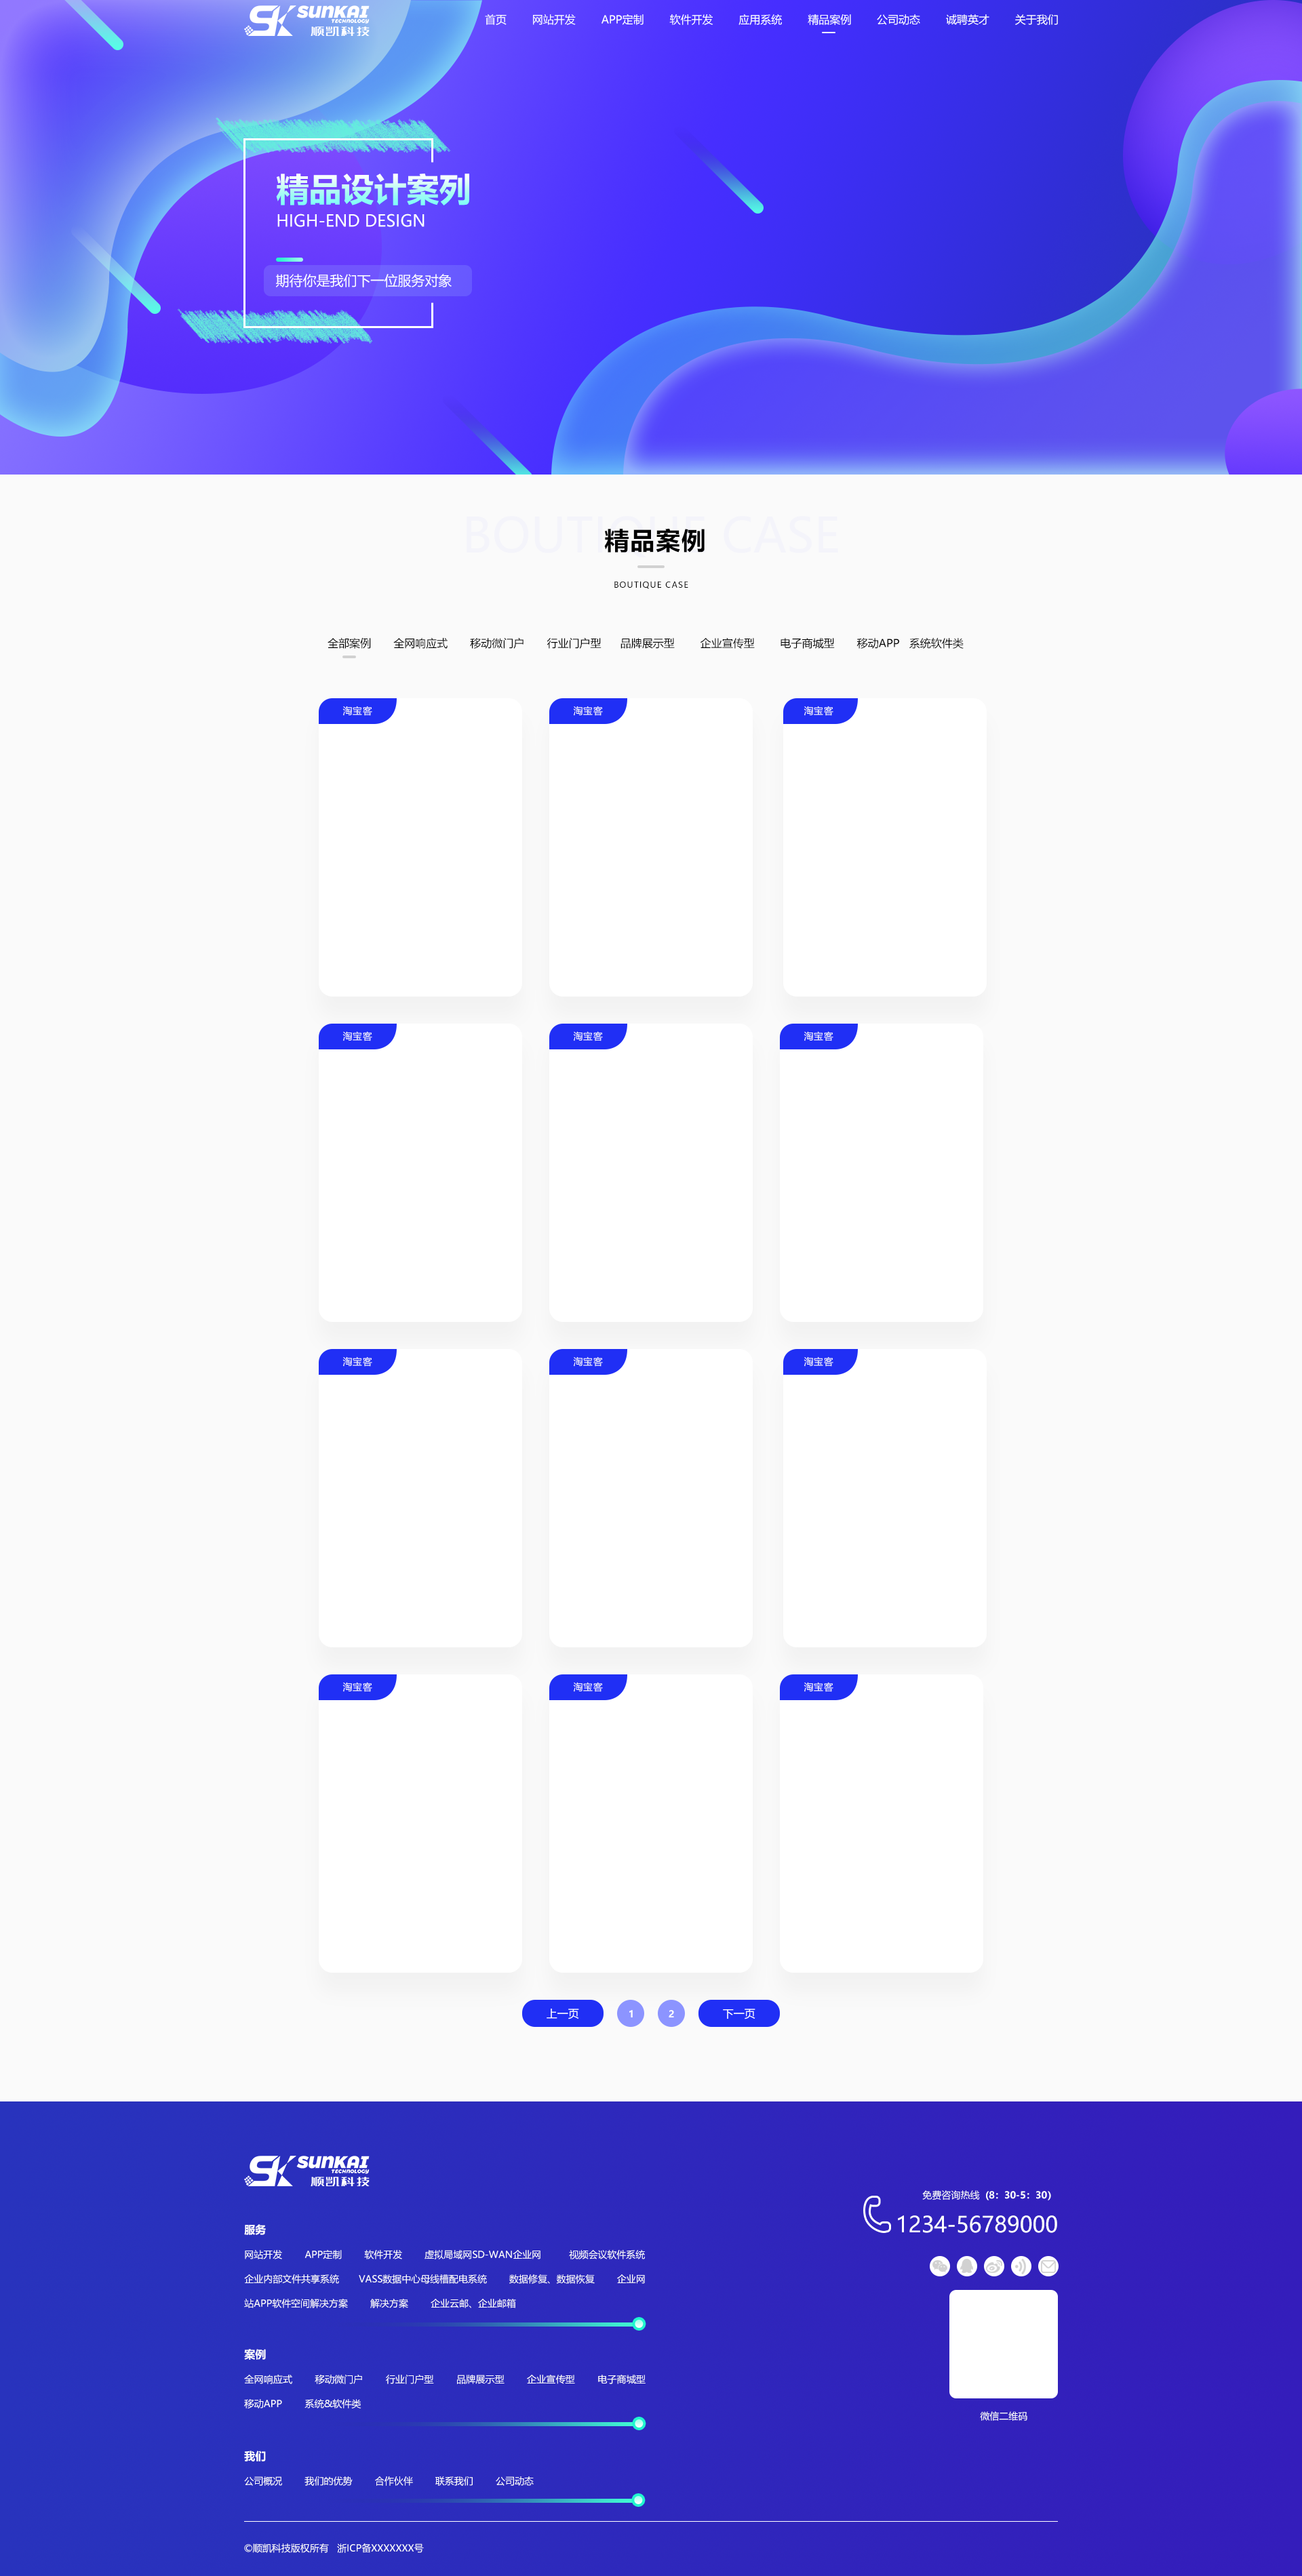 SUNKAI
TECHNOLOGY
顺凯科技
首页 网站开发 APP定制 软件开发 应用系统 精品案例 公司动态 诚聘英才 关于我们
精品设计案列
HIGH-END DESIGN
期待你是我们下一位服务对象
BOUTIQUE CASE
精品案例
BOUTIQUE CASE
全部案例 全网响应式 移动微门户 行业门户型 品牌展示型 企业宣传型 电子商城型 移动APP 系统软件类
淘宝客 淘宝客 淘宝客
淘宝客 淘宝客 淘宝客
淘宝客 淘宝客 淘宝客
淘宝客 淘宝客 淘宝客
上一页 1 2 下一页
SUNKAI
TECHNOLOGY
顺凯科技
免费咨询热线（8：30-5：30）
1234-56789000
服务
网站开发 APP定制 软件开发 虚拟局域网SD-WAN企业网 视频会议软件系统
企业内部文件共享系统 VASS数据中心母线槽配电系统 数据修复、数据恢复 企业网
站APP软件空间解决方案 解决方案 企业云邮、企业邮箱
案例
全网响应式 移动微门户 行业门户型 品牌展示型 企业宣传型 电子商城型
移动APP 系统&软件类
微信二维码
我们
公司概况 我们的优势 合作伙伴 联系我们 公司动态
©顺凯科技版权所有 浙ICP备XXXXXXX号